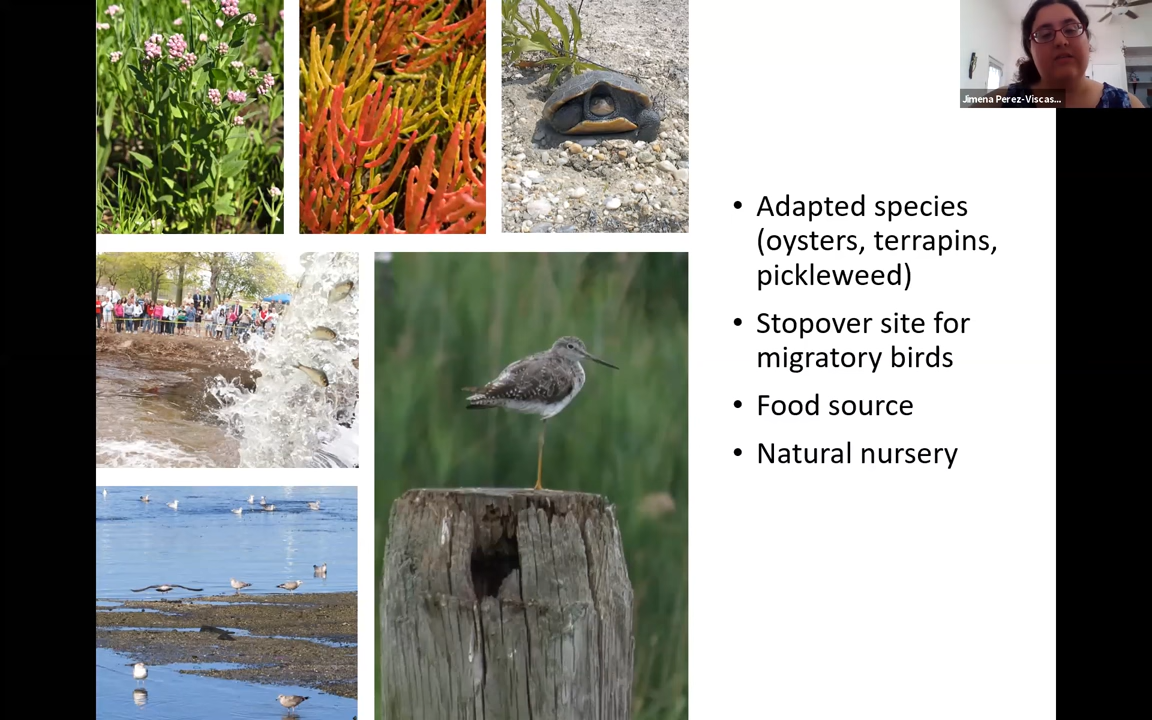 Jimena Perez-Viscas...
• Adapted species
(oysters, terrapins,
pickleweed)
• Stopover site for
migratory birds
• Food source
• Natural nursery